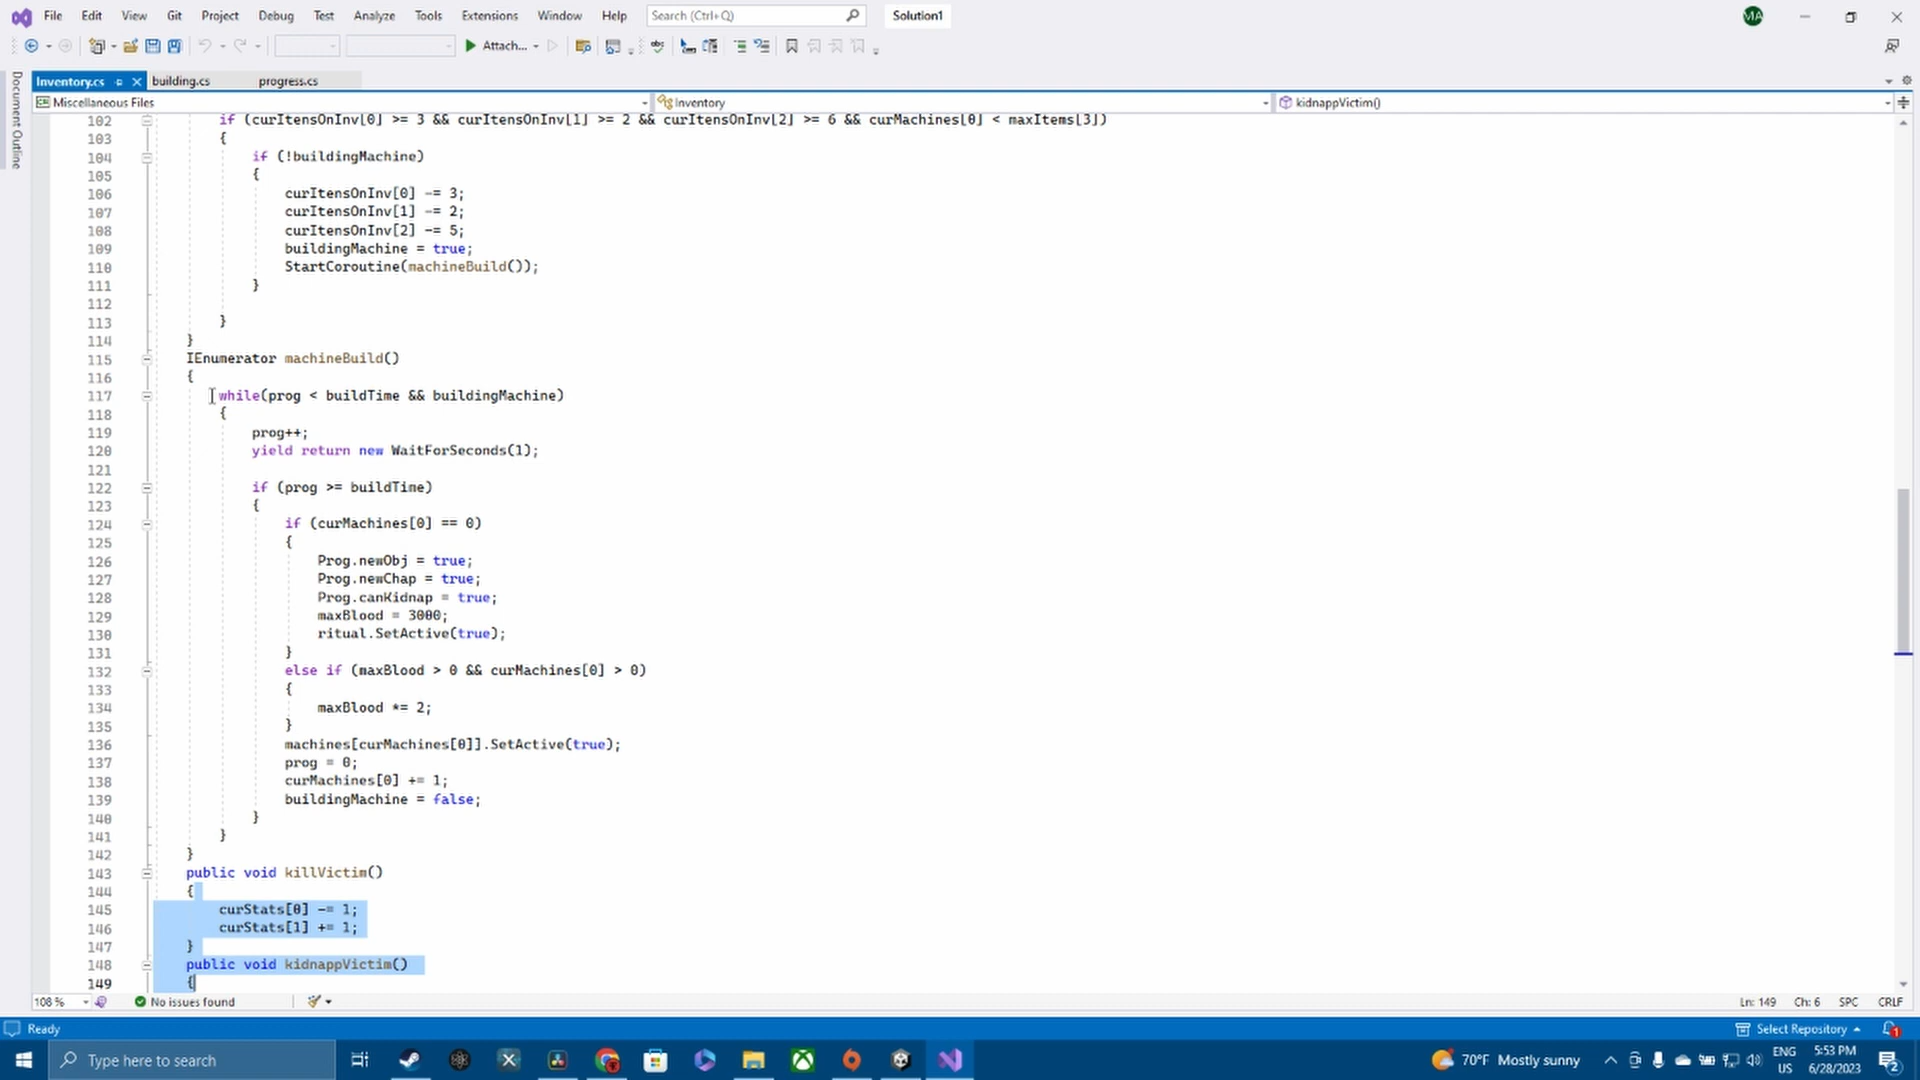 File Edit View Git Project Debug Test Analyze Tools Extensions Window Help Search (Ctrl+Q) Solution1 MA
Attach...
Inventory.cs building.cs progress.cs
Document Outline
Miscellaneous Files Inventory kidnappVictim()
102 if (curItensOnInv[0] >= 3 && curItensOnInv[1] >= 2 && curItensOnInv[2] >= 6 && curMachines[0] < maxItems[3])
103 {
104 if (!buildingMachine)
105 {
106 curItensOnInv[0] -= 3;
107 curItensOnInv[1] -= 2;
108 curItensOnInv[2] -= 5;
109 buildingMachine = true;
110 StartCoroutine(machineBuild());
111 }
112
113 }
114 }
115 IEnumerator machineBuild()
116 {
117 while(prog < buildTime && buildingMachine)
118 {
119 prog++;
120 yield return new WaitForSeconds(1);
121
122 if (prog >= buildTime)
123 {
124 if (curMachines[0] == 0)
125 {
126 Prog.newObj = true;
127 Prog.newChap = true;
128 Prog.canKidnap = true;
129 maxBlood = 3000;
130 ritual.SetActive(true);
131 }
132 else if (maxBlood > 0 && curMachines[0] > 0)
133 {
134 maxBlood *= 2;
135 }
136 machines[curMachines[0]].SetActive(true);
137 prog = 0;
138 curMachines[0] += 1;
139 buildingMachine = false;
140 }
141 }
142 }
143 public void killVictim()
144 {
145 curStats[0] -= 1;
146 curStats[1] += 1;
147 }
148 public void kidnappVictim()
149 {
108 % No issues found Ln: 149 Ch: 6 SPC CRLF
Ready Select Repository 1
Type here to search 70°F Mostly sunny ENG 5:53 PM
US 6/28/2023 2